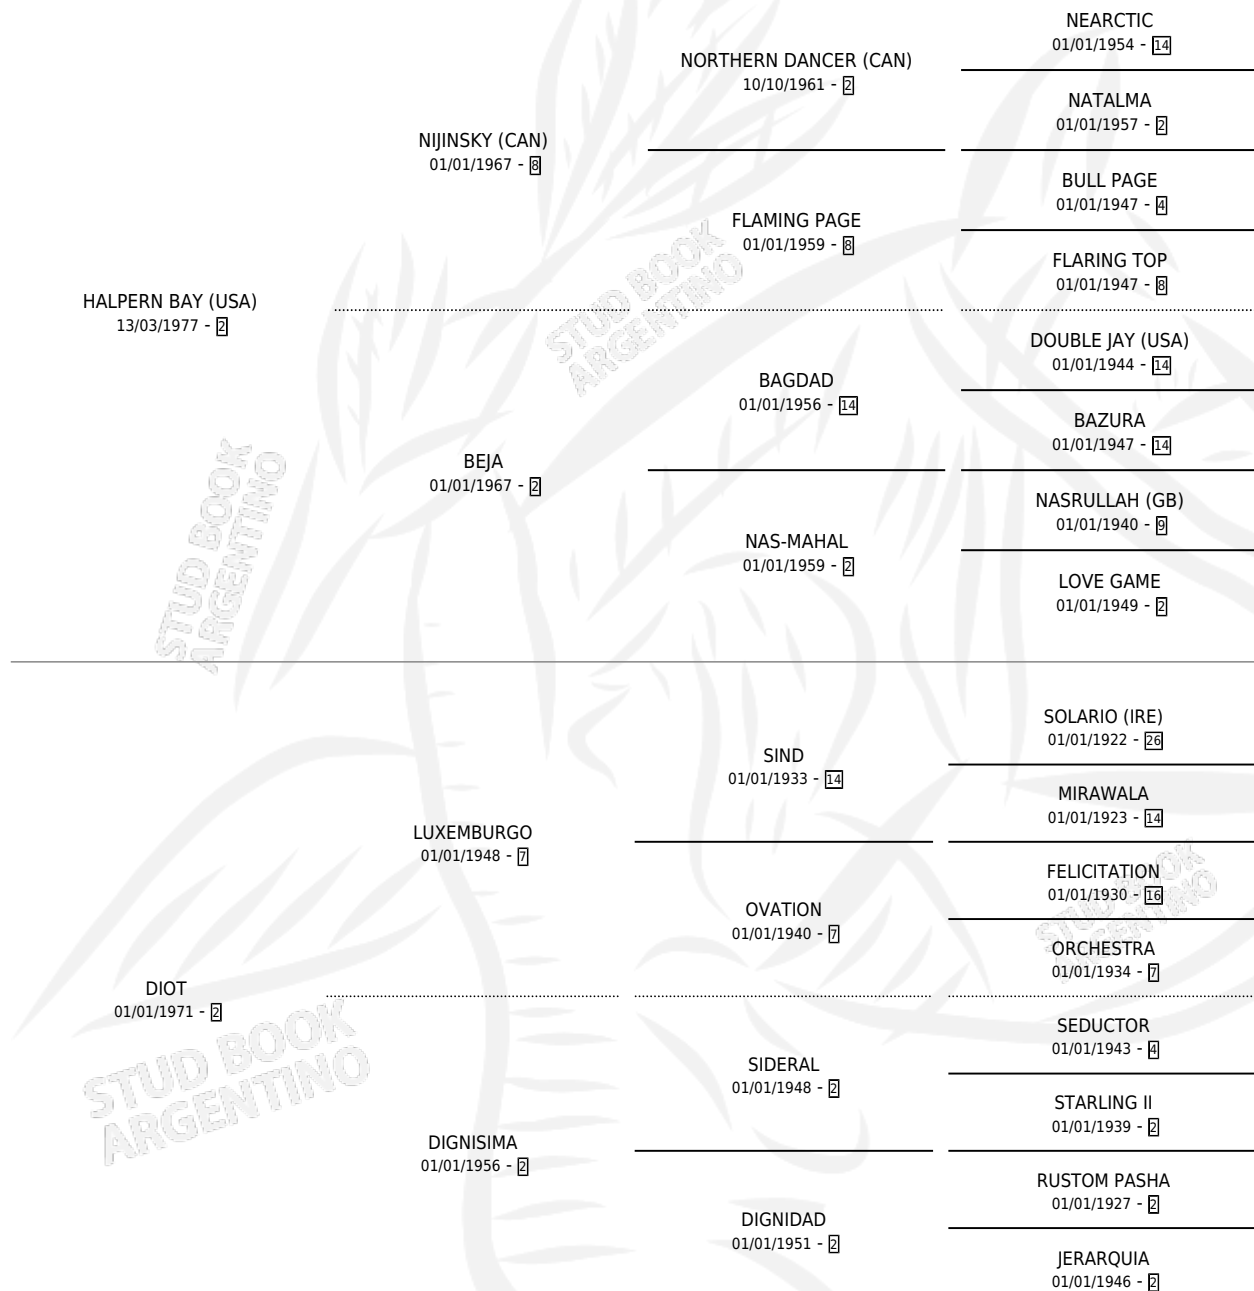 NEARCTIC
01/01/1954 - 14
NORTHERN DANCER (CAN)
10/10/1961 - 2
NATALMA
01/01/1957 - 2
NIJINSKY (CAN)
01/01/1967 - 8
BULL PAGE
01/01/1947 - 4
FLAMING PAGE
01/01/1959 - 8
FLARING TOP
01/01/1947 - 8
HALPERN BAY (USA)
13/03/1977 - 2
DOUBLE JAY (USA)
01/01/1944 - 14
BAGDAD
01/01/1956 - 14
BAZURA
01/01/1947 - 14
BEJA
01/01/1967 - 2
NASRULLAH (GB)
01/01/1940 - 9
NAS-MAHAL
01/01/1959 - 2
LOVE GAME
01/01/1949 - 2
SOLARIO (IRE)
01/01/1922 - 26
SIND
01/01/1933 - 14
MIRAWALA
01/01/1923 - 14
LUXEMBURGO
01/01/1948 - 7
FELICITATION
01/01/1930 - 16
OVATION
01/01/1940 - 7
ORCHESTRA
01/01/1934 - 7
DIOT
01/01/1971 - 2
SEDUCTOR
01/01/1943 - 4
SIDERAL
01/01/1948 - 2
STARLING II
01/01/1939 - 2
DIGNISIMA
01/01/1956 - 2
RUSTOM PASHA
01/01/1927 - 2
DIGNIDAD
01/01/1951 - 2
JERARQUIA
01/01/1946 - 2
STUD BOOK
ARGENTINO
STUD BOOK
ARGENTINO
STUD BOOK
ARGENTINO
STUD BOOK
ARGENTINO